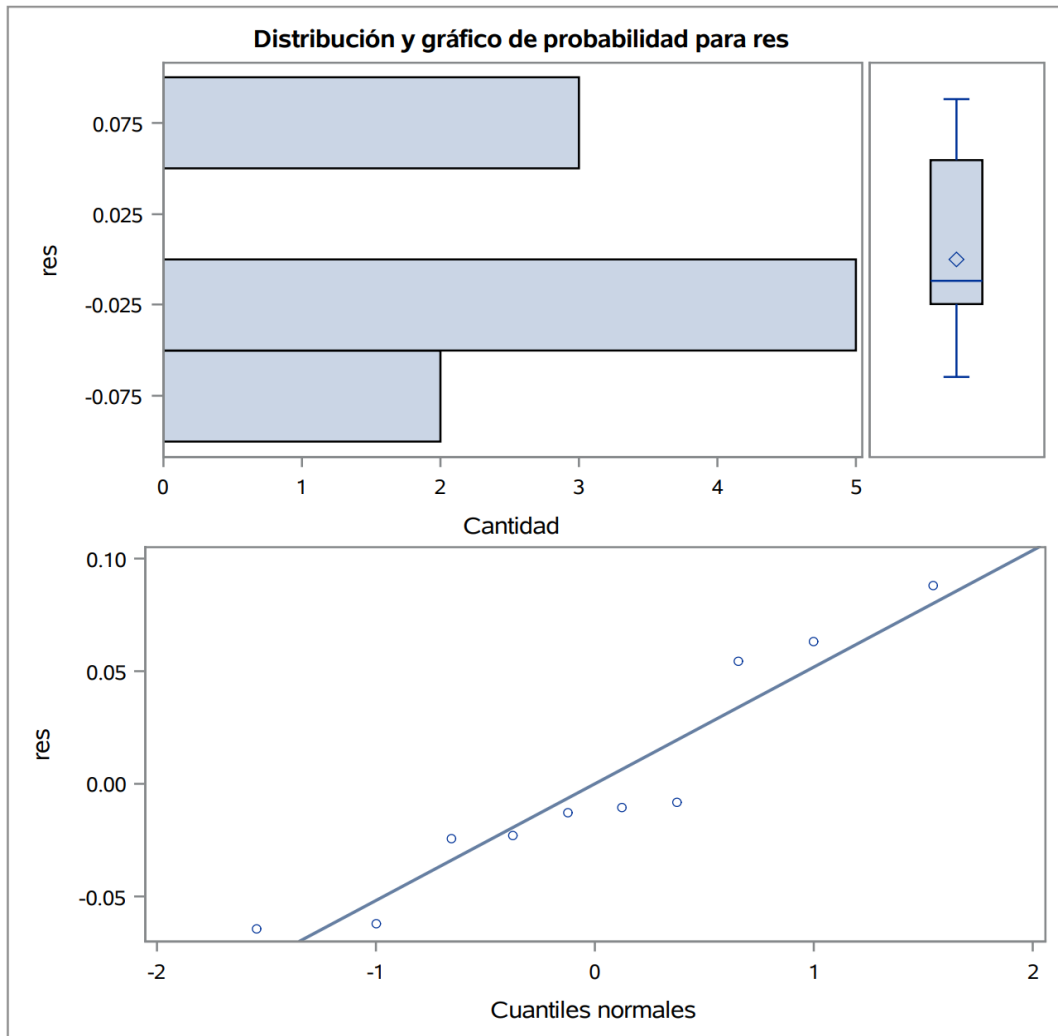 Distribución y gráfico de probabilidad para res
0.075
0.025
-0.025
-0.075
res
0 1 2 3 4 5
Cantidad
0.10
0.05
0.00
-0.05
res
-2 -1 0 1 2
Cuantiles normales